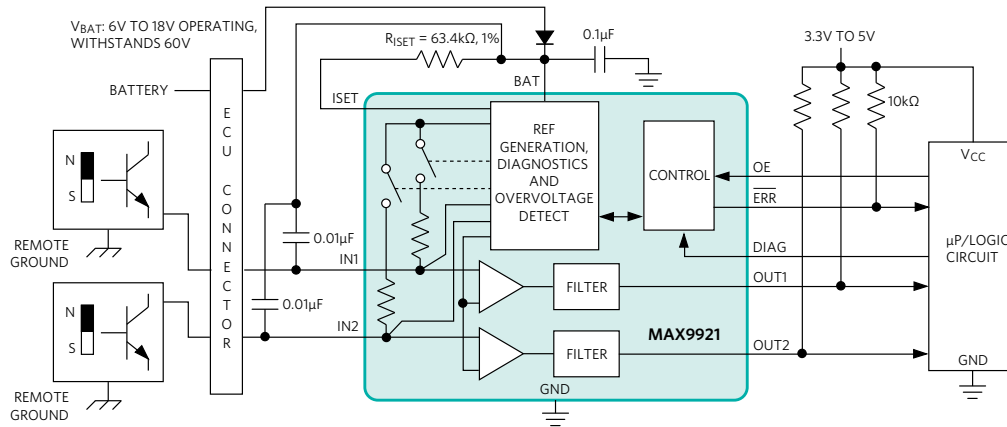 VBAT: 6V TO 18V OPERATING,
WITHSTANDS 60V
RISET = 63.4kΩ, 1%
0.1µF
3.3V TO 5V
BATTERY
ISET
BAT
10kΩ
ECU CONNECTOR
N
S
REMOTE
GROUND
N
S
REMOTE
GROUND
0.01µF
0.01µF
IN1
IN2
REF
GENERATION,
DIAGNOSTICS
AND
OVERVOLTAGE
DETECT
CONTROL
FILTER
FILTER
MAX9921
GND
OE
ERR
DIAG
OUT1
OUT2
VCC
µP/LOGIC
CIRCUIT
GND